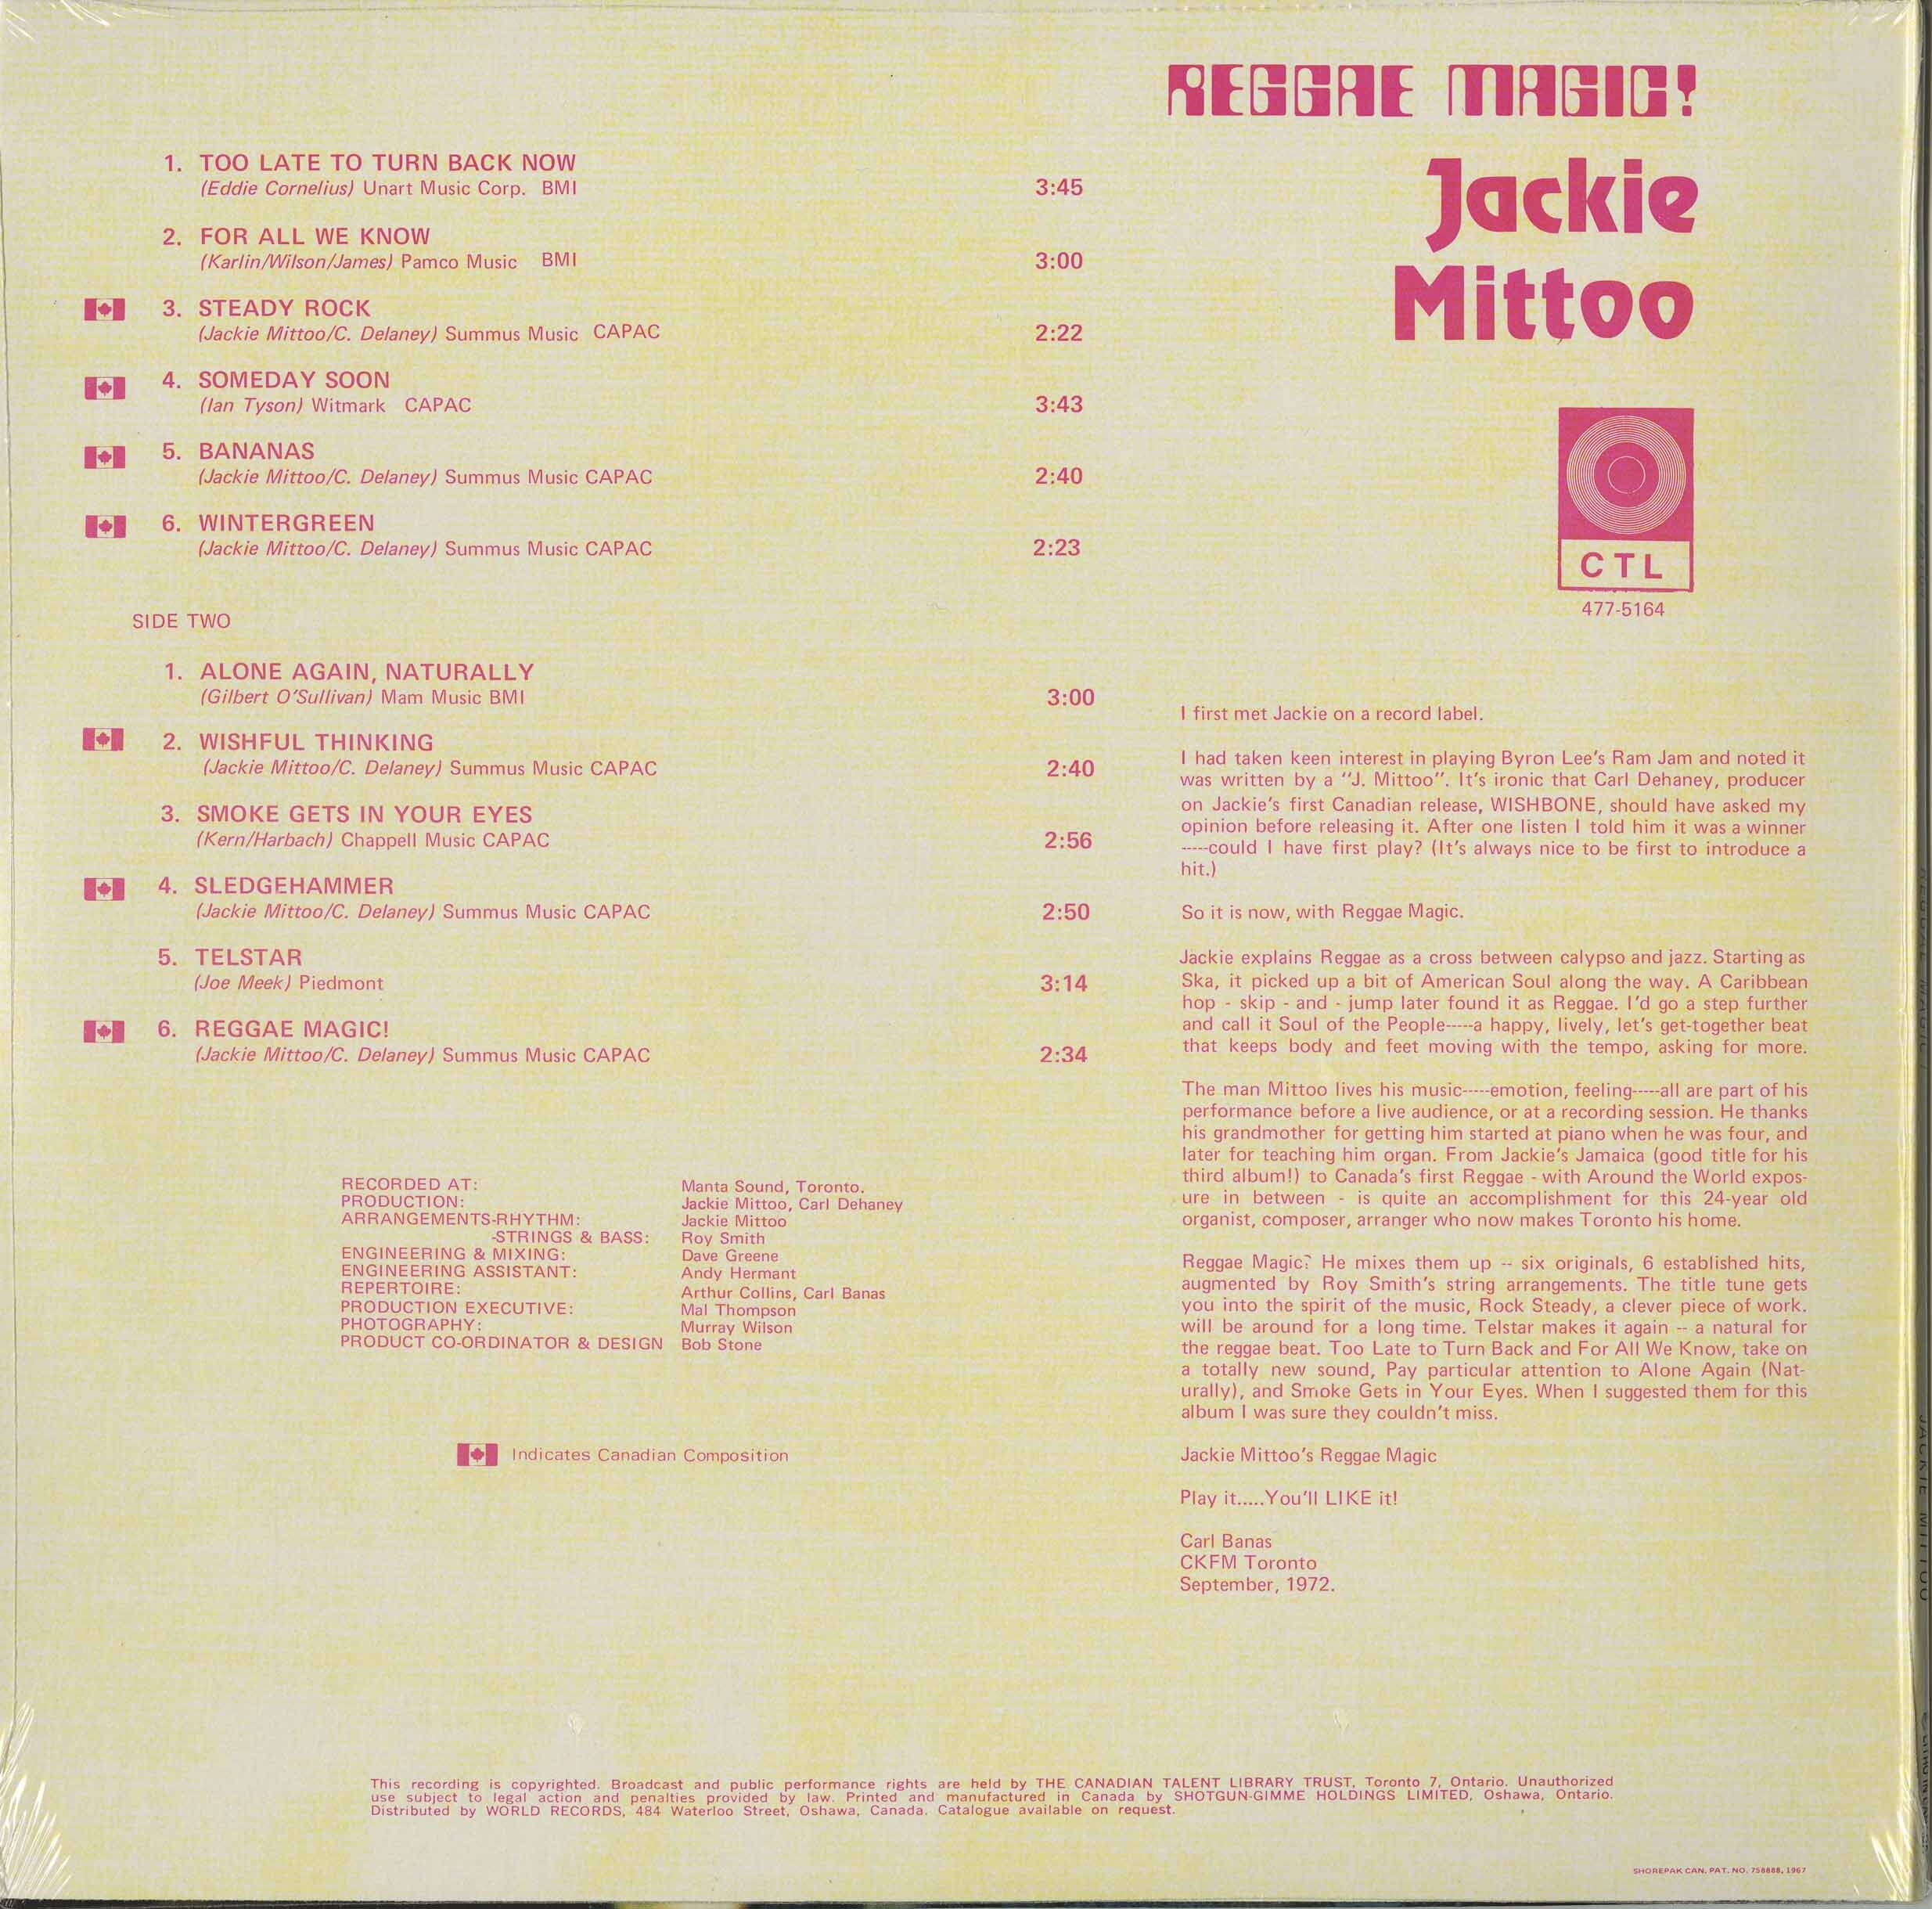 REGGAE MAGIC!
Jackie
Mittoo
CTL
477-5164
1. TOO LATE TO TURN BACK NOW
(Eddie Cornelius) Unart Music Corp. BMI 3:45
2. FOR ALL WE KNOW
(Karlin/Wilson/James) Pamco Music BMI 3:00
3. STEADY ROCK
(Jackie Mittoo/C. Delaney) Summus Music CAPAC 2:22
4. SOMEDAY SOON
(Ian Tyson) Witmark CAPAC 3:43
5. BANANAS
(Jackie Mittoo/C. Delaney) Summus Music CAPAC 2:40
6. WINTERGREEN
(Jackie Mittoo/C. Delaney) Summus Music CAPAC 2:23
SIDE TWO
1. ALONE AGAIN, NATURALLY
(Gilbert O'Sullivan) Mam Music BMI 3:00
2. WISHFUL THINKING
(Jackie Mittoo/C. Delaney) Summus Music CAPAC 2:40
3. SMOKE GETS IN YOUR EYES
(Kern/Harbach) Chappell Music CAPAC 2:56
4. SLEDGEHAMMER
(Jackie Mittoo/C. Delaney) Summus Music CAPAC 2:50
5. TELSTAR
(Joe Meek) Piedmont 3:14
6. REGGAE MAGIC!
(Jackie Mittoo/C. Delaney) Summus Music CAPAC 2:34
RECORDED AT: Manta Sound, Toronto.
PRODUCTION: Jackie Mittoo, Carl Dehaney
ARRANGEMENTS-RHYTHM: Jackie Mittoo
-STRINGS & BASS: Roy Smith
ENGINEERING & MIXING: Dave Greene
ENGINEERING ASSISTANT: Andy Hermant
REPERTOIRE: Arthur Collins, Carl Banas
PRODUCTION EXECUTIVE: Mal Thompson
PHOTOGRAPHY: Murray Wilson
PRODUCT CO-ORDINATOR & DESIGN Bob Stone
Indicates Canadian Composition
I first met Jackie on a record label.
I had taken keen interest in playing Byron Lee's Ram Jam and noted it
was written by a "J. Mittoo". It's ironic that Carl Dehaney, producer
on Jackie's first Canadian release, WISHBONE, should have asked my
opinion before releasing it. After one listen I told him it was a winner
-----could I have first play? (It's always nice to be first to introduce a
hit.)
So it is now, with Reggae Magic.
Jackie explains Reggae as a cross between calypso and jazz. Starting as
Ska, it picked up a bit of American Soul along the way. A Caribbean
hop - skip - and - jump later found it as Reggae. I'd go a step further
and call it Soul of the People-----a happy, lively, let's get-together beat
that keeps body and feet moving with the tempo, asking for more.
The man Mittoo lives his music-----emotion, feeling-----all are part of his
performance before a live audience, or at a recording session. He thanks
his grandmother for getting him started at piano when he was four, and
later for teaching him organ. From Jackie's Jamaica (good title for his
third album!) to Canada's first Reggae - with Around the World expos-
ure in between - is quite an accomplishment for this 24-year old
organist, composer, arranger who now makes Toronto his home.
Reggae Magic? He mixes them up -- six originals, 6 established hits,
augmented by Roy Smith's string arrangements. The title tune gets
you into the spirit of the music, Rock Steady, a clever piece of work.
will be around for a long time. Telstar makes it again -- a natural for
the reggae beat. Too Late to Turn Back and For All We Know, take on
a totally new sound, Pay particular attention to Alone Again (Nat-
urally), and Smoke Gets in Your Eyes. When I suggested them for this
album I was sure they couldn't miss.
Jackie Mittoo's Reggae Magic
Play it.....You'll LIKE it!
Carl Banas
CKFM Toronto
September, 1972.
This recording is copyrighted. Broadcast and public performance rights are held by THE CANADIAN TALENT LIBRARY TRUST, Toronto 7, Ontario. Unauthorized
use subject to legal action and penalties provided by law. Printed and manufactured in Canada by SHOTGUN-GIMME HOLDINGS LIMITED, Oshawa, Ontario.
Distributed by WORLD RECORDS, 484 Waterloo Street, Oshawa, Canada. Catalogue available on request.
SHOREPAK CAN. PAT. NO. 758888, 1967
JACKIE MITTOO